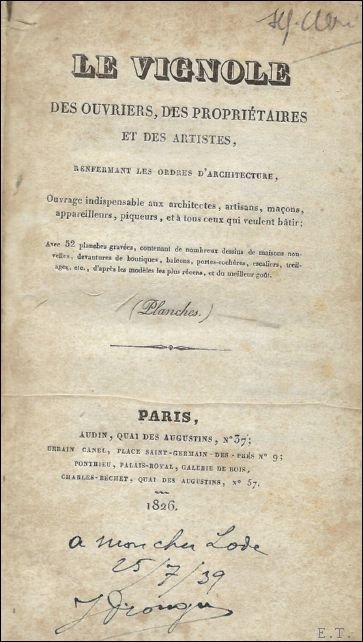 LE VIGNOLE
DES OUVRIERS, DES PROPRIÉTAIRES
ET DES ARTISTES,
RENFERMANT LES ORDRES D'ARCHITECTURE,
Ouvrage indispensable aux architectes, artisans, maçons,
appareilleurs, piqueurs, et à tous ceux qui veulent bâtir;
Avec 52 planches gravées, contenant de nombreux dessins de maisons nou-
velles, devantures de boutiques, balcons, portes-cochères, escaliers, treil-
lages, etc., d'après les modèles les plus récens, et du meilleur goût.
(Planches.)
PARIS,
AUDIN, QUAI DES AUGUSTINS, N° 37;
URBAIN CANEL, PLACE SAINT-GERMAIN-DES-PRÉS N° 9;
PONTHIEU, PALAIS-ROYAL, GALERIE DE BOIS,
CHARLES-BÉCHET, QUAI DES AUGUSTINS, N° 57.
1826.
a mon cher Lode
25/7/39
E.T.